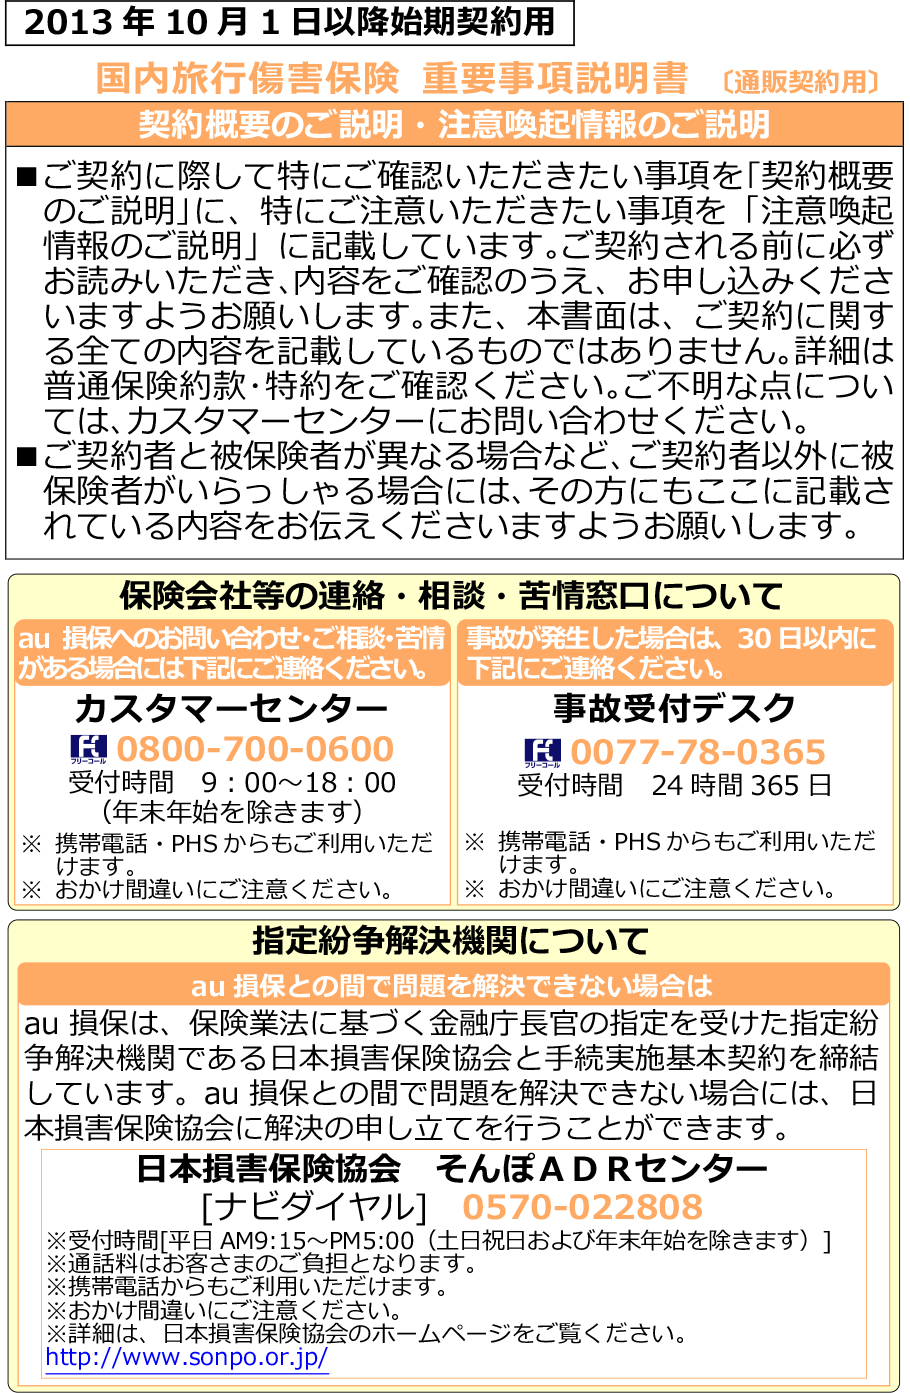 2013 年 10 月 1 日以降始期契約用
国内旅行傷害保険 重要事項説明書 〔通販契約用〕
契約概要のご説明・注意喚起情報のご説明
■ご契約に際して特にご確認いただきたい事項を「契約概要
のご説明」に、特にご注意いただきたい事項を「注意喚起
情報のご説明」に記載しています。ご契約される前に必ず
お読みいただき、内容をご確認のうえ、お申し込みくださ
いますようお願いします。また、本書面は、ご契約に関す
る全ての内容を記載しているものではありません。詳細は
普通保険約款・特約をご確認ください。ご不明な点につい
ては、カスタマーセンターにお問い合わせください。
■ご契約者と被保険者が異なる場合など、ご契約者以外に被
保険者がいらっしゃる場合には、その方にもここに記載さ
れている内容をお伝えくださいますようお願いします。
保険会社等の連絡・相談・苦情窓口について
au 損保へのお問い合わせ・ご相談・苦情
がある場合には下記にご連絡ください。
カスタマーセンター
フリーコール 0800-700-0600
受付時間 9：00～18：00
（年末年始を除きます）
※ 携帯電話・PHS からもご利用いただ
けます。
※ おかけ間違いにご注意ください。
事故が発生した場合は、30 日以内に
下記にご連絡ください。
事故受付デスク
フリーコール 0077-78-0365
受付時間 24 時間 365 日
※ 携帯電話・PHS からもご利用いただ
けます。
※ おかけ間違いにご注意ください。
指定紛争解決機関について
au 損保との間で問題を解決できない場合は
au 損保は、保険業法に基づく金融庁長官の指定を受けた指定紛
争解決機関である日本損害保険協会と手続実施基本契約を締結
しています。au 損保との間で問題を解決できない場合には、日
本損害保険協会に解決の申し立てを行うことができます。
日本損害保険協会 そんぽＡＤＲセンター
[ナビダイヤル] 0570-022808
※受付時間[平日 AM9:15～PM5:00（土日祝日および年末年始を除きます）]
※通話料はお客さまのご負担となります。
※携帯電話からもご利用いただけます。
※おかけ間違いにご注意ください。
※詳細は、日本損害保険協会のホームページをご覧ください。
http://www.sonpo.or.jp/